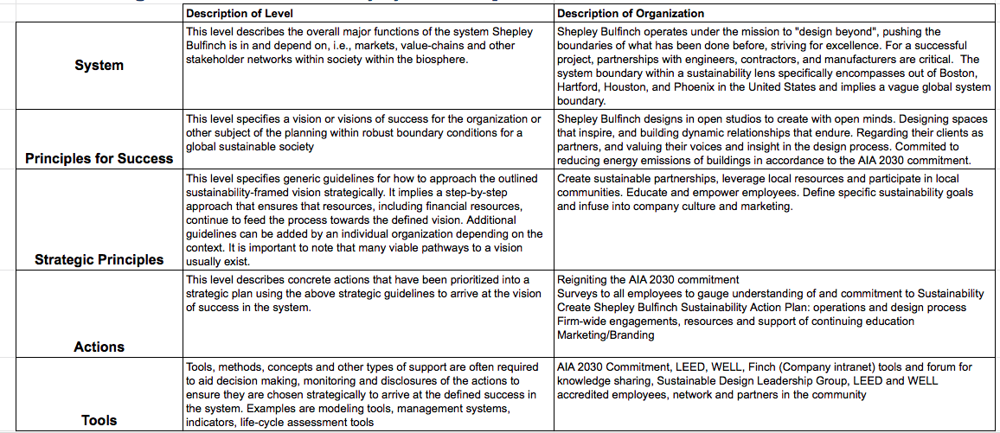 Description of Level
Description of Organization
System
This level describes the overall major functions of the system Shepley
Bulfinch is in and depend on, i.e., markets, value-chains and other
stakeholder networks within society within the biosphere.
Shepley Bulfinch operates under the mission to "design beyond", pushing the
boundaries of what has been done before, striving for excellence. For a successful
project, partnerships with engineers, contractors, and manufacturers are critical.  The
system boundary within a sustainability lens specifically encompasses out of Boston,
Hartford, Houston, and Phoenix in the United States and implies a vague global system
boundary.
Principles for Success
This level specifies a vision or visions of success for the organization or
other subject of the planning within robust boundary conditions for a
global sustainable society
Shepley Bulfinch designs in open studios to create with open minds. Designing spaces
that inspire, and building dynamic relationships that endure. Regarding their clients as
partners, and valuing their voices and insight in the design process. Commited to
reducing energy emissions of buildings in accordance to the AIA 2030 commitment.
Strategic Principles
This level specifies generic guidelines for how to approach the outlined
sustainability-framed vision strategically. It implies a step-by-step
approach that ensures that resources, including financial resources,
continue to feed the process towards the defined vision. Additional
guidelines can be added by an individual organization depending on the
context. It is important to note that many viable pathways to a vision
usually exist.
Create sustainable partnerships, leverage local resources and participate in local
communities. Educate and empower employees. Define specific sustainability goals
and infuse into company culture and marketing.
Actions
This level describes concrete actions that have been prioritized into a
strategic plan using the above strategic guidelines to arrive at the vision
of success in the system.
Reigniting the AIA 2030 commitment
Surveys to all employees to gauge understanding of and commitment to Sustainability
Create Shepley Bulfinch Sustainability Action Plan: operations and design process
Firm-wide engagements, resources and support of continuing education
Marketing/Branding
Tools
Tools, methods, concepts and other types of support are often required
to aid decision making, monitoring and disclosures of the actions to
ensure they are chosen strategically to arrive at the defined success in
the system. Examples are modeling tools, management systems,
indicators, life-cycle assessment tools
AIA 2030 Commitment, LEED, WELL, Finch (Company intranet) tools and forum for
knowledge sharing, Sustainable Design Leadership Group, LEED and WELL
accredited employees, network and partners in the community